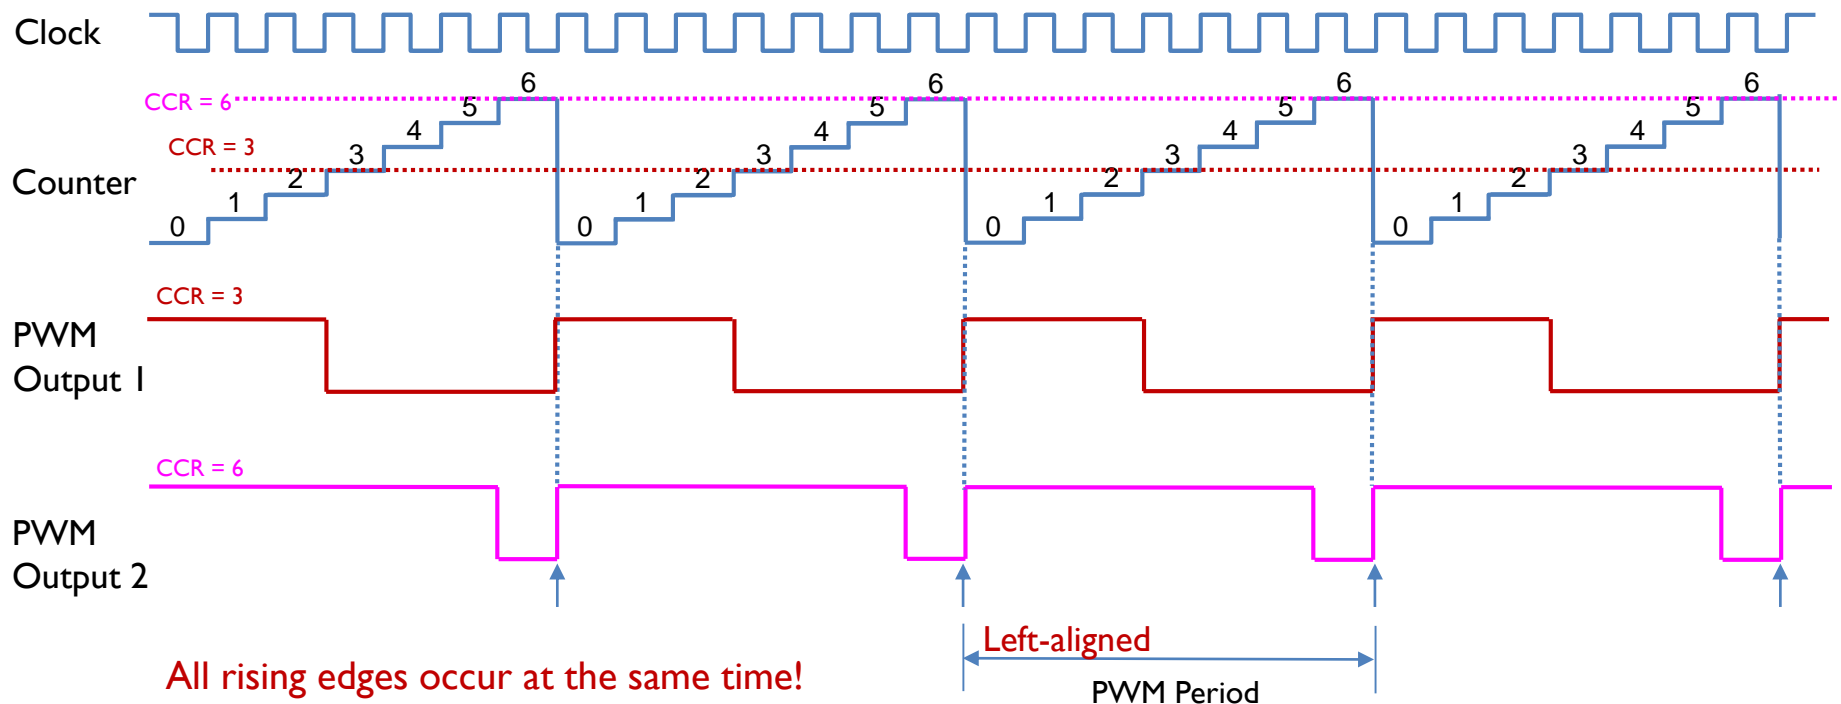 Clock
CCR = 6
6 6 6 6
5 5 5 5
4 4 4 4
CCR = 3
3 3 3 3
Counter
2 2 2 2
1 1 1 1
0 0 0 0
CCR = 3
PWM
Output 1
CCR = 6
PWM
Output 2
Left-aligned
All rising edges occur at the same time!
PWM Period